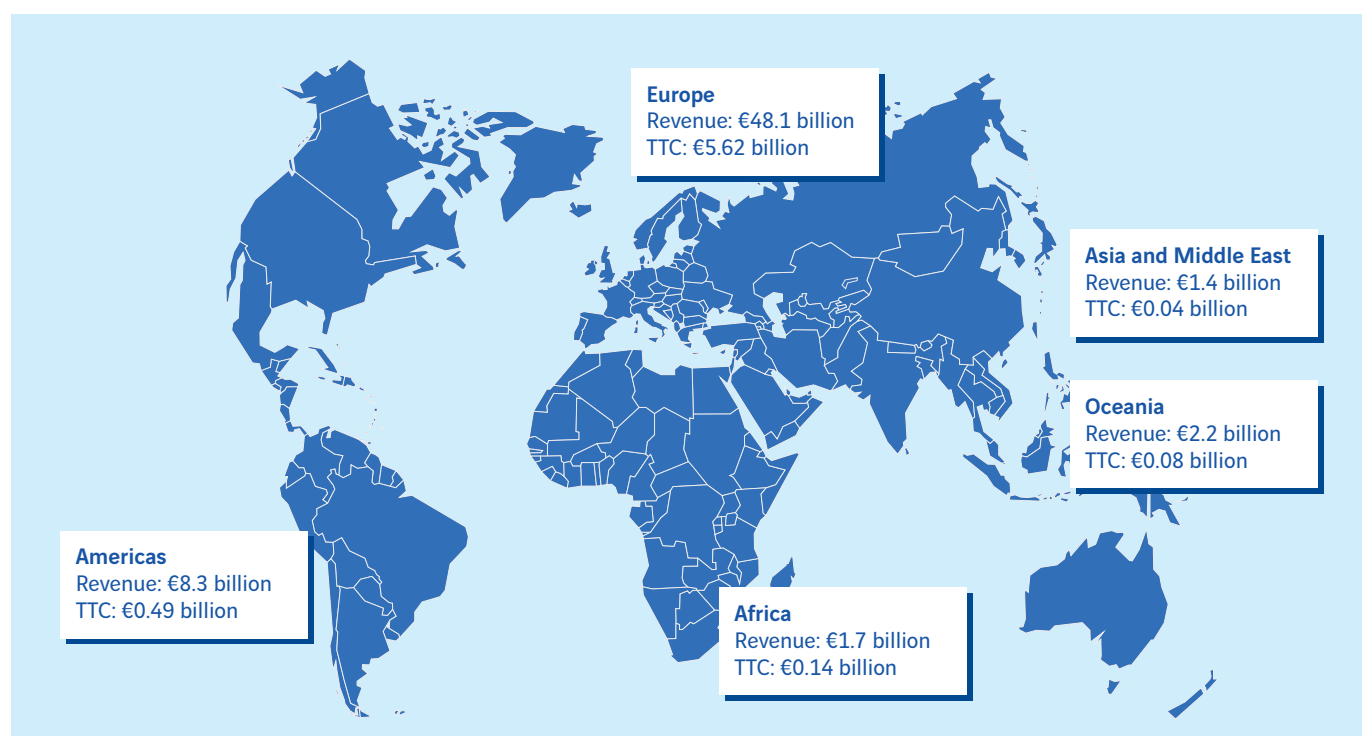 Europe
Revenue: €48.1 billion
TTC: €5.62 billion
Asia and Middle East
Revenue: €1.4 billion
TTC: €0.04 billion
Oceania
Revenue: €2.2 billion
TTC: €0.08 billion
Americas
Revenue: €8.3 billion
TTC: €0.49 billion
Africa
Revenue: €1.7 billion
TTC: €0.14 billion